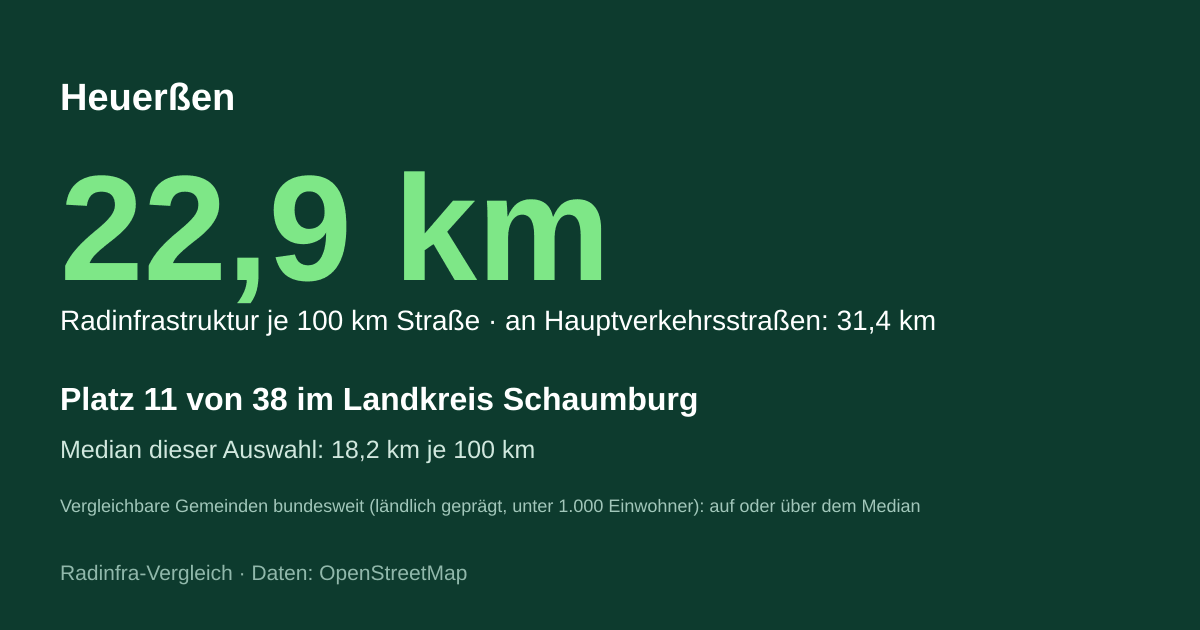 Heuerßen
22,9 km
Radinfrastruktur je 100 km Straße · an Hauptverkehrsstraßen: 31,4 km
Platz 11 von 38 im Landkreis Schaumburg
Median dieser Auswahl: 18,2 km je 100 km
Vergleichbare Gemeinden bundesweit (ländlich geprägt, unter 1.000 Einwohner): auf oder über dem Median
Radinfra-Vergleich · Daten: OpenStreetMap